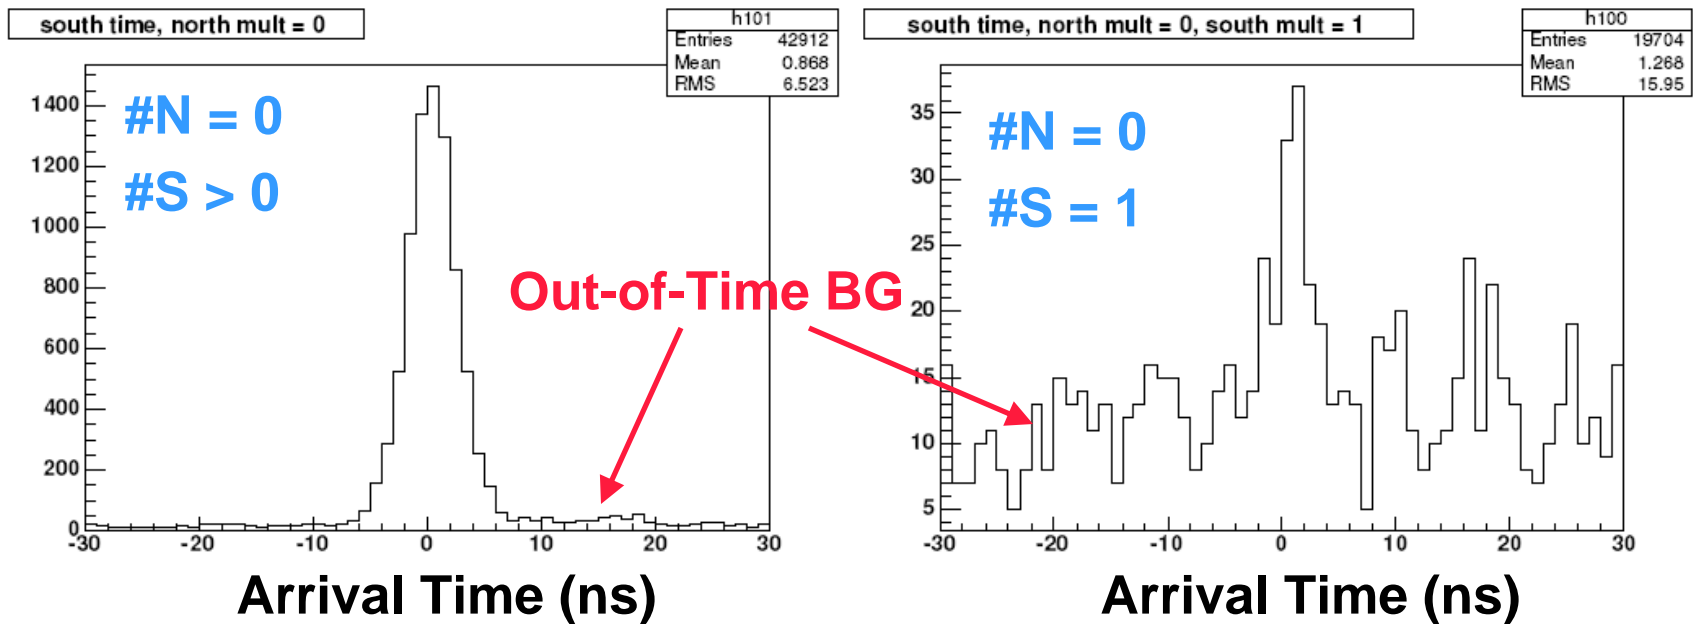 south time, north mult = 0
h101
Entries 42912
Mean 0.868
RMS 6.523
#N = 0
#S > 0
1400
1200
1000
800
600
400
200
0
-30 -20 -10 0 10 20 30
Arrival Time (ns)
Out-of-Time BG
south time, north mult = 0, south mult = 1
h100
Entries 19704
Mean 1.268
RMS 15.95
#N = 0
#S = 1
35
30
25
20
15
10
5
-30 -20 -10 0 10 20 30
Arrival Time (ns)